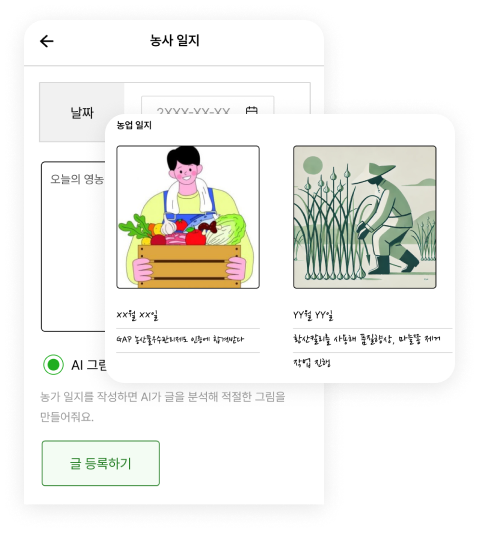 농사 일지
날짜
2XXX-XX-XX
오늘의 영농
농업 일지
XX월 XX일
GAP 농산물우수관리제도 인증에 합격받다
YY월 YY일
황산칼리를 사용해 품질향상, 마늘쫑 제거
작업 진행
AI 그림
농가 일지를 작성하면 AI가 글을 분석해 적절한 그림을
만들어줘요.
글 등록하기